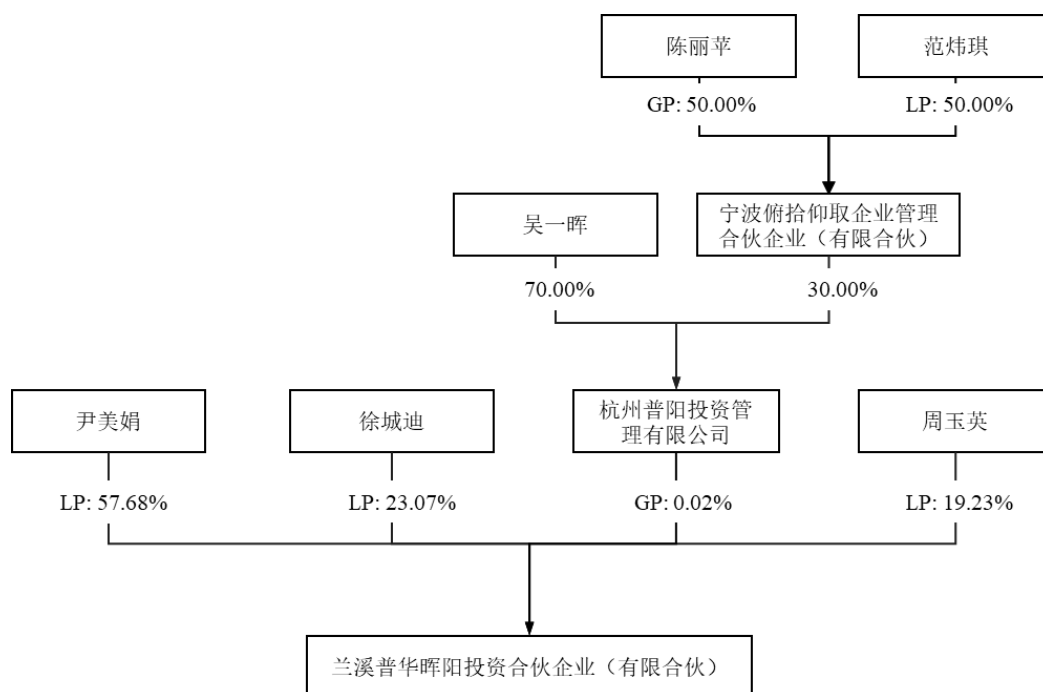 陈丽苹
范炜琪
GP: 50.00%
LP: 50.00%
吴一晖
宁波俯拾仰取企业管理
合伙企业（有限合伙）
70.00%
30.00%
尹美娟
徐城迪
杭州普阳投资管
理有限公司
周玉英
LP: 57.68%
LP: 23.07%
GP: 0.02%
LP: 19.23%
兰溪普华晖阳投资合伙企业（有限合伙）